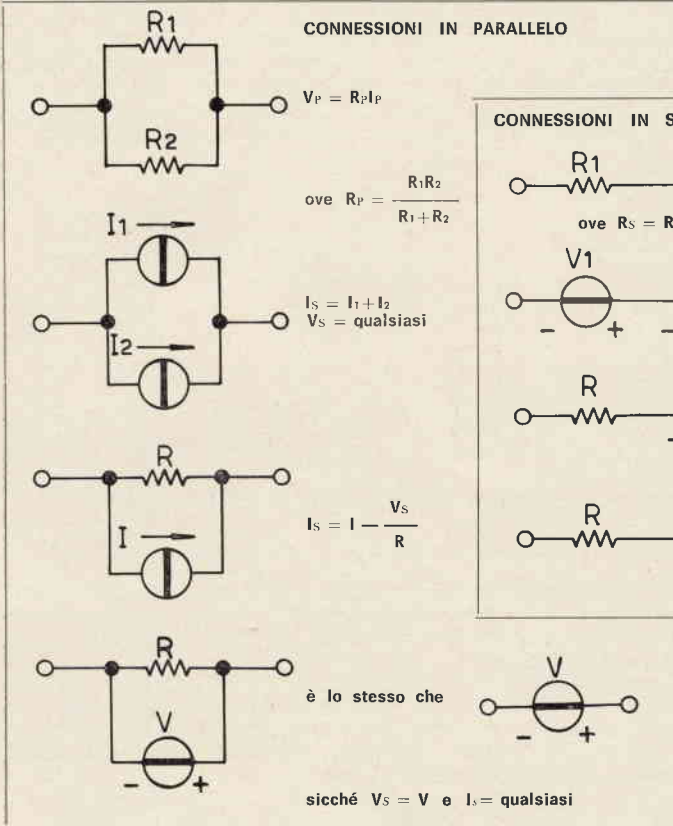 CONNESSIONI IN PARALLELO
R1
R2
VP = RPIP
ove RP = R1R2 / R1+R2
I1
I2
IS = I1+I2
VS = qualsiasi
R
I
IS = I — VS / R
R
V
- +
è lo stesso che
V
- +
sicché VS = V e Is = qualsiasi
CONNESSIONI IN S
R1
ove RS = R
V1
- + -
R
-
R